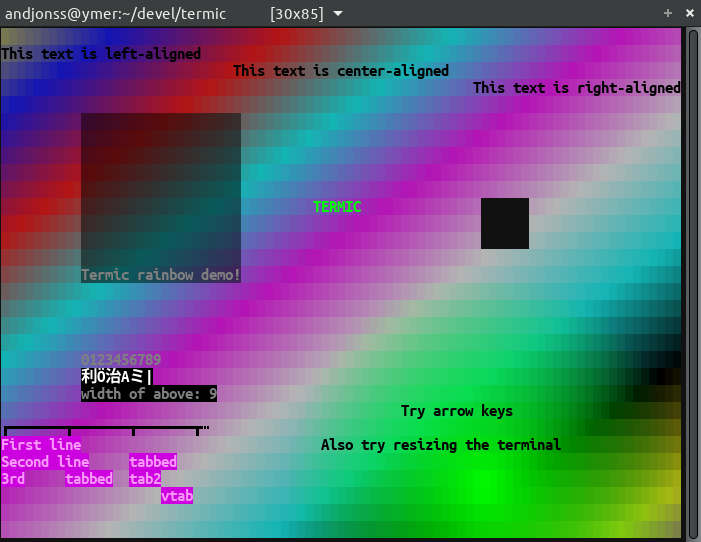 andjonss@ymer:~/devel/termic [30x85]
This text is left-aligned
This text is center-aligned
This text is right-aligned
TERMIC
Termic rainbow demo!
0123456789
利Ö治Aミ|
width of above: 9
Try arrow keys
First line
Also try resizing the terminal
Second line tabbed
3rd tabbed tab2
vtab